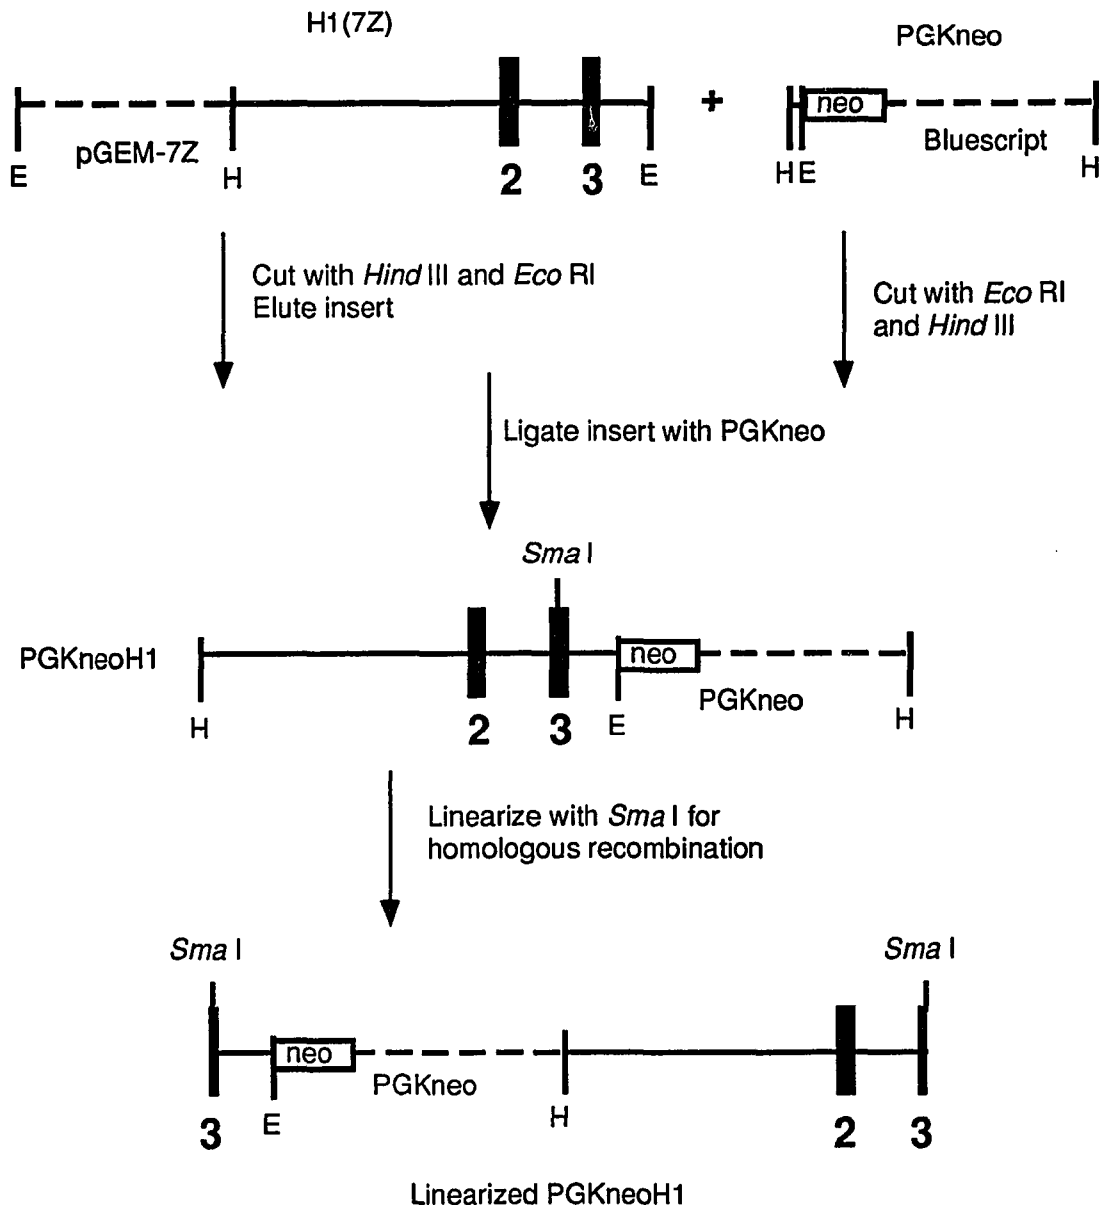 H1(7Z)
PGKneo
+
neo
pGEM-7Z
Bluescript
E
H
2
3
E
H
E
H
Cut with Hind III and Eco RI
Elute insert
Cut with Eco RI
and Hind III
Ligate insert with PGKneo
Sma I
PGKneoH1
neo
PGKneo
H
2
3
E
H
Linearize with Sma I for
homologous recombination
Sma I
Sma I
neo
PGKneo
3
E
H
2
3
Linearized PGKneoH1